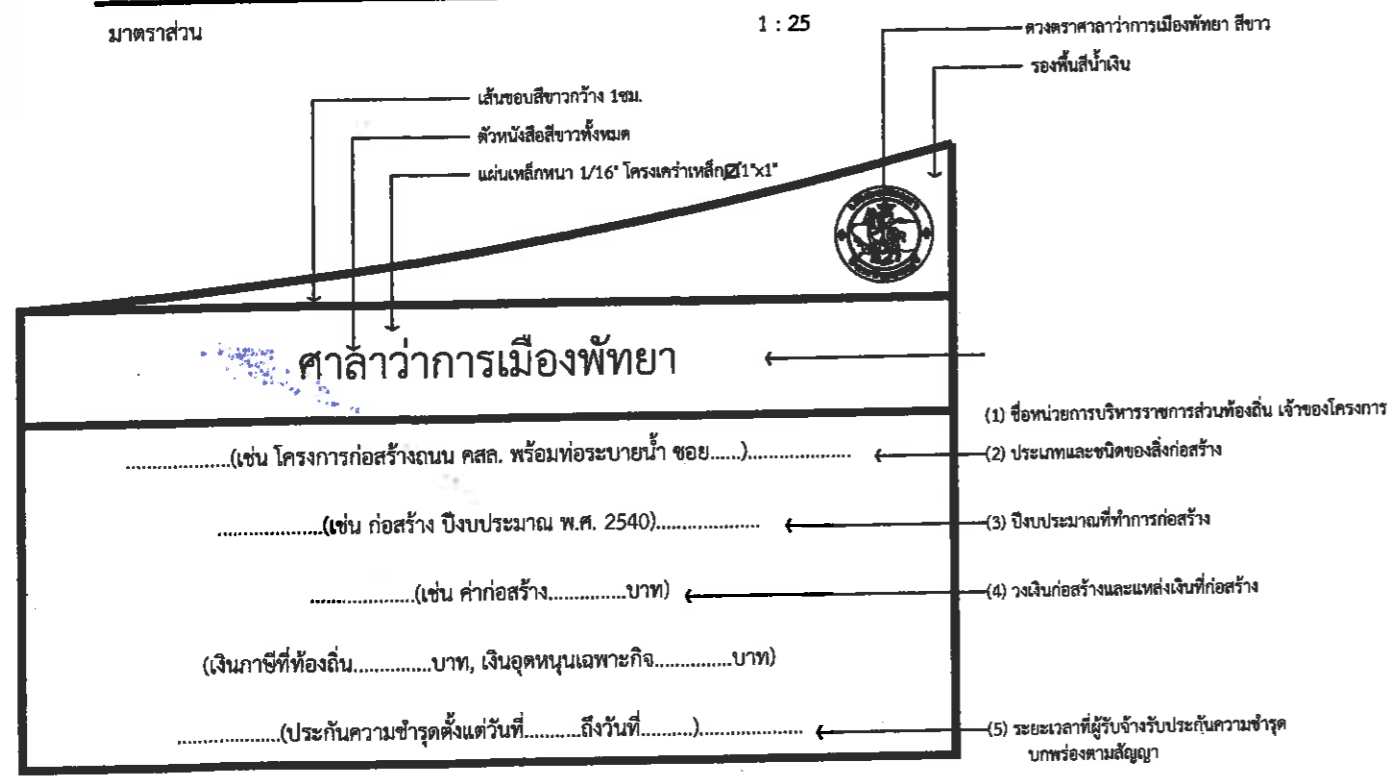 มาตราส่วน 1 : 25
ดวงตราศาลาว่าการเมืองพัทยา สีขาว
รองพื้นสีน้ำเงิน
เส้นขอบสีขาวกว้าง 1ซม.
ตัวหนังสือสีขาวทั้งหมด
แผ่นเหล็กหนา 1/16" โครงเคร่าเหล็ก 1"x1"
ศาลาว่าการเมืองพัทยา
(1) ชื่อหน่วยการบริหารราชการส่วนท้องถิ่น เจ้าของโครงการ
....................(เช่น โครงการก่อสร้างถนน คสล. พร้อมท่อระบายน้ำ ซอย......)....................
(2) ประเภทและชนิดของสิ่งก่อสร้าง
....................(เช่น ก่อสร้าง ปีงบประมาณ พ.ศ. 2540)....................
(3) ปีงบประมาณที่ทำการก่อสร้าง
....................(เช่น ค่าก่อสร้าง...............บาท)
(4) วงเงินก่อสร้างและแหล่งเงินที่ก่อสร้าง
(เงินภาษีที่ท้องถิ่น...............บาท, เงินอุดหนุนเฉพาะกิจ...............บาท)
....................(ประกันความชำรุดตั้งแต่วันที่...........ถึงวันที่..........)....................
(5) ระยะเวลาที่ผู้รับจ้างรับประกันความชำรุด
บกพร่องตามสัญญา